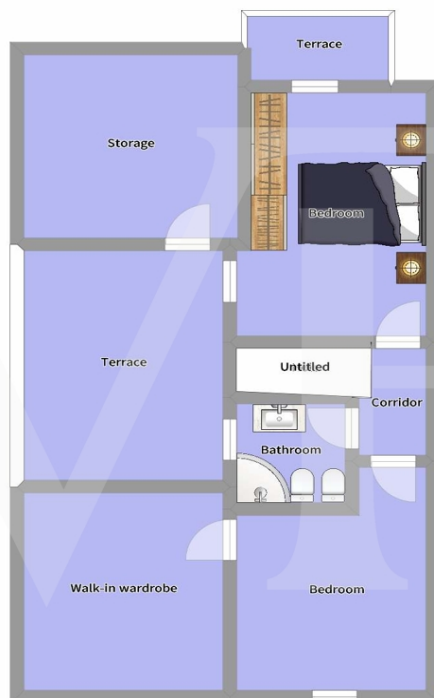 Terrace
Storage
Bedroom
Terrace
Untitled
Corridor
Bathroom
Walk-in wardrobe
Bedroom